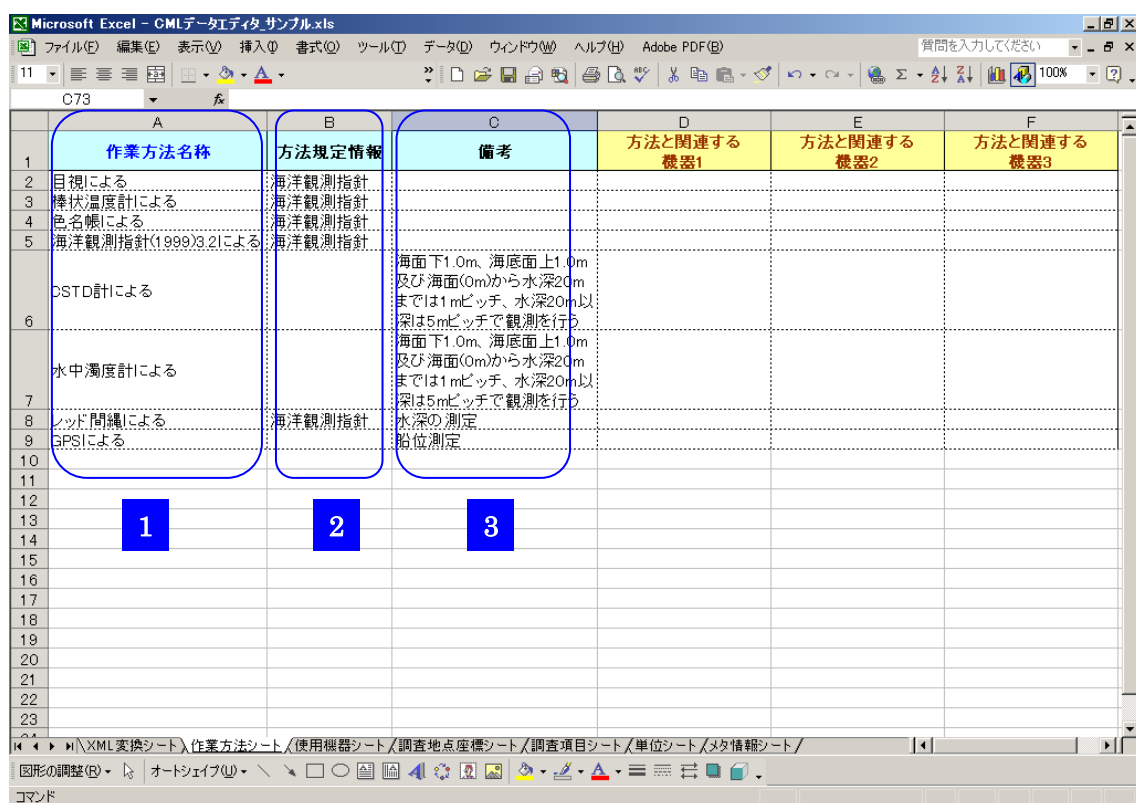 Microsoft Excel - CMLデータエディタ_サンプル.xls
ファイル(F) 編集(E) 表示(V) 挿入(I) 書式(O) ツール(T) データ(D) ウィンドウ(W) ヘルプ(H) Adobe PDF(B) 質問を入力してください
11 100%
C73 fx
A B C D E F
1 作業方法名称 方法規定情報 備考 方法と関連する 方法と関連する 方法と関連する
機器1 機器2 機器3
2 目視による 海洋観測指針
3 棒状温度計による 海洋観測指針
4 色名帳による 海洋観測指針
5 海洋観測指針(1999)3.2による 海洋観測指針
海面下1.0m、海底面上1.0m
及び海面(0m)から水深20m
CSTD計による
までは1mピッチ、水深20m以
6 深は5mピッチで観測を行う
海面下1.0m、海底面上1.0m
及び海面(0m)から水深20m
水中濁度計による
までは1mピッチ、水深20m以
7 深は5mピッチで観測を行う
8 レッド間縄による 海洋観測指針 水深の測定
9 GPSによる 船位測定
10
11
12
13
1 2 3
14
15
16
17
18
19
20
21
22
23
XML変換シート 作業方法シート 使用機器シート 調査地点座標シート 調査項目シート 単位シート メタ情報シート
図形の調整(R) オートシェイプ(U)
コマンド